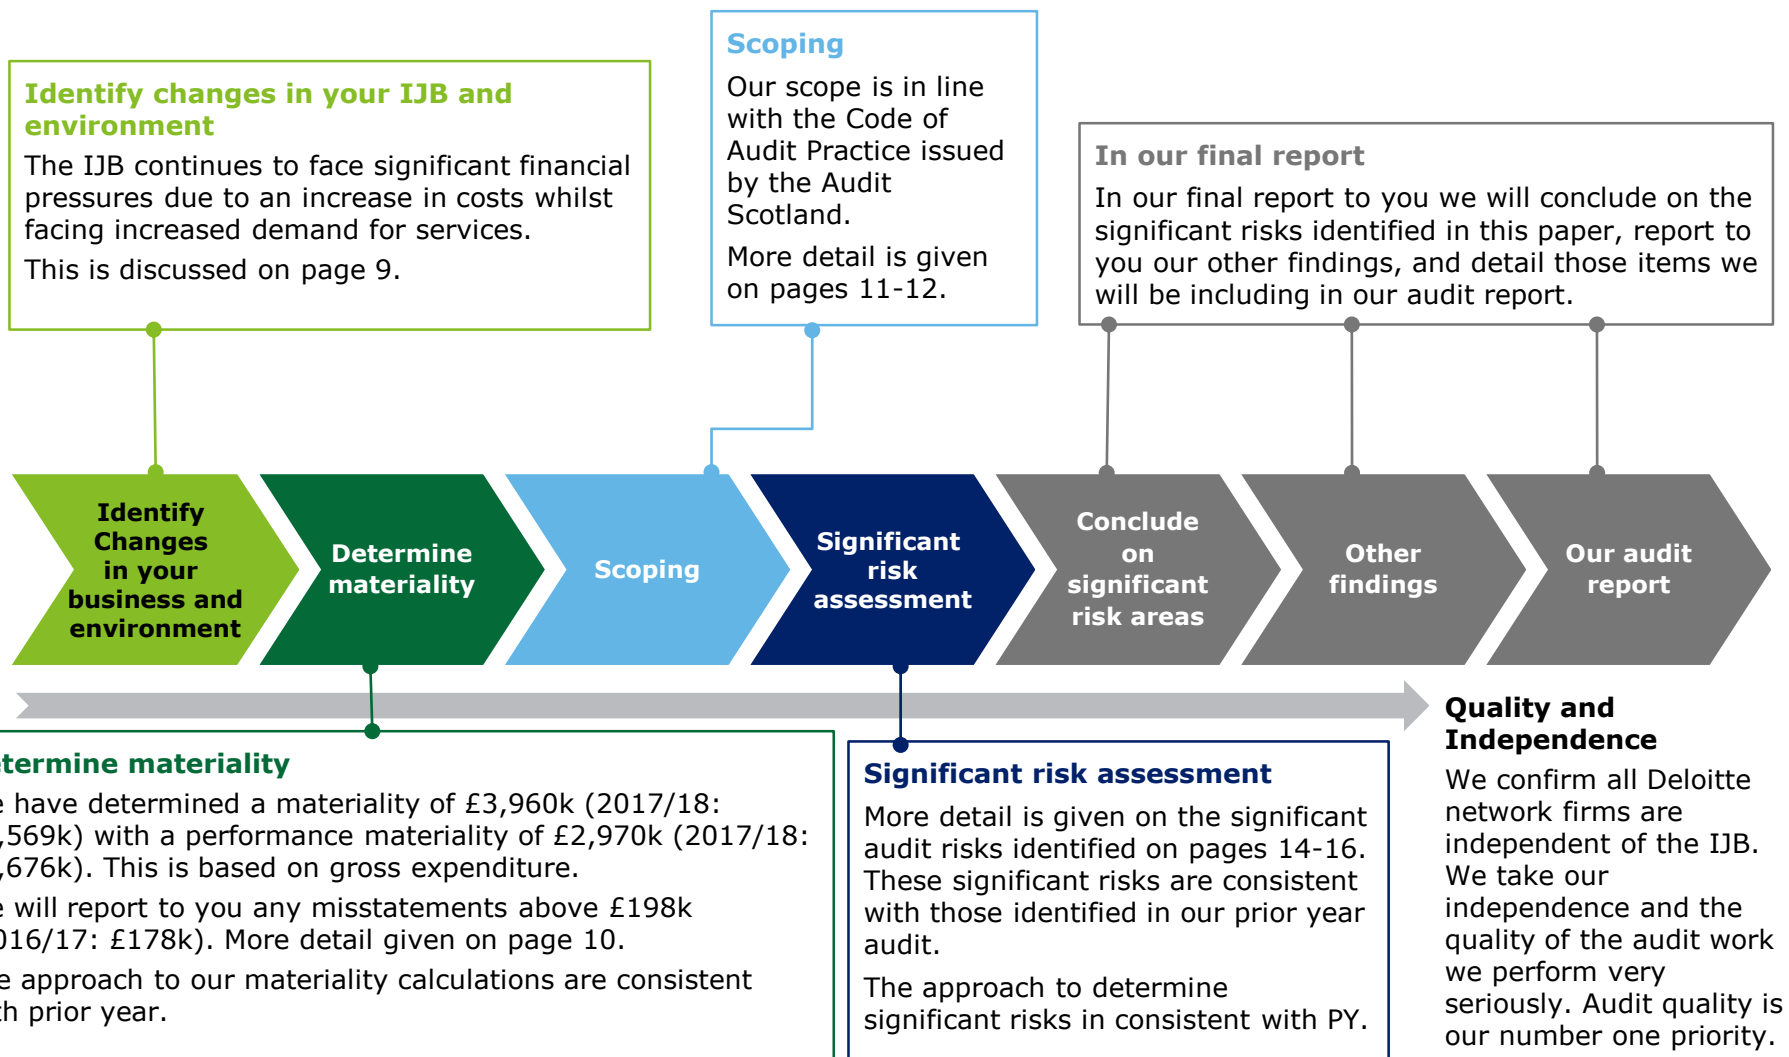 Scoping
Our scope is in line
with the Code of
Audit Practice issued
by the Audit
Scotland.
More detail is given
on pages 11-12.
Identify changes in your IJB and
environment
The IJB continues to face significant financial
pressures due to an increase in costs whilst
facing increased demand for services.
This is discussed on page 9.
In our final report
In our final report to you we will conclude on the
significant risks identified in this paper, report to
you our other findings, and detail those items we
will be including in our audit report.
Identify
Changes
in your
business and
environment
Determine
materiality
Scoping
Significant
risk
assessment
Conclude
on
significant
risk areas
Other
findings
Our audit
report
termine materiality
have determined a materiality of £3,960k (2017/18:
,569k) with a performance materiality of £2,970k (2017/18:
,676k). This is based on gross expenditure.
will report to you any misstatements above £198k
016/17: £178k). More detail given on page 10.
approach to our materiality calculations are consistent
prior year.
Significant risk assessment
More detail is given on the significant
audit risks identified on pages 14-16.
These significant risks are consistent
with those identified in our prior year
audit.
The approach to determine
significant risks in consistent with PY.
Quality and
Independence
We confirm all Deloitte
network firms are
independent of the IJB.
We take our
independence and the
quality of the audit work
we perform very
seriously. Audit quality is
our number one priority.